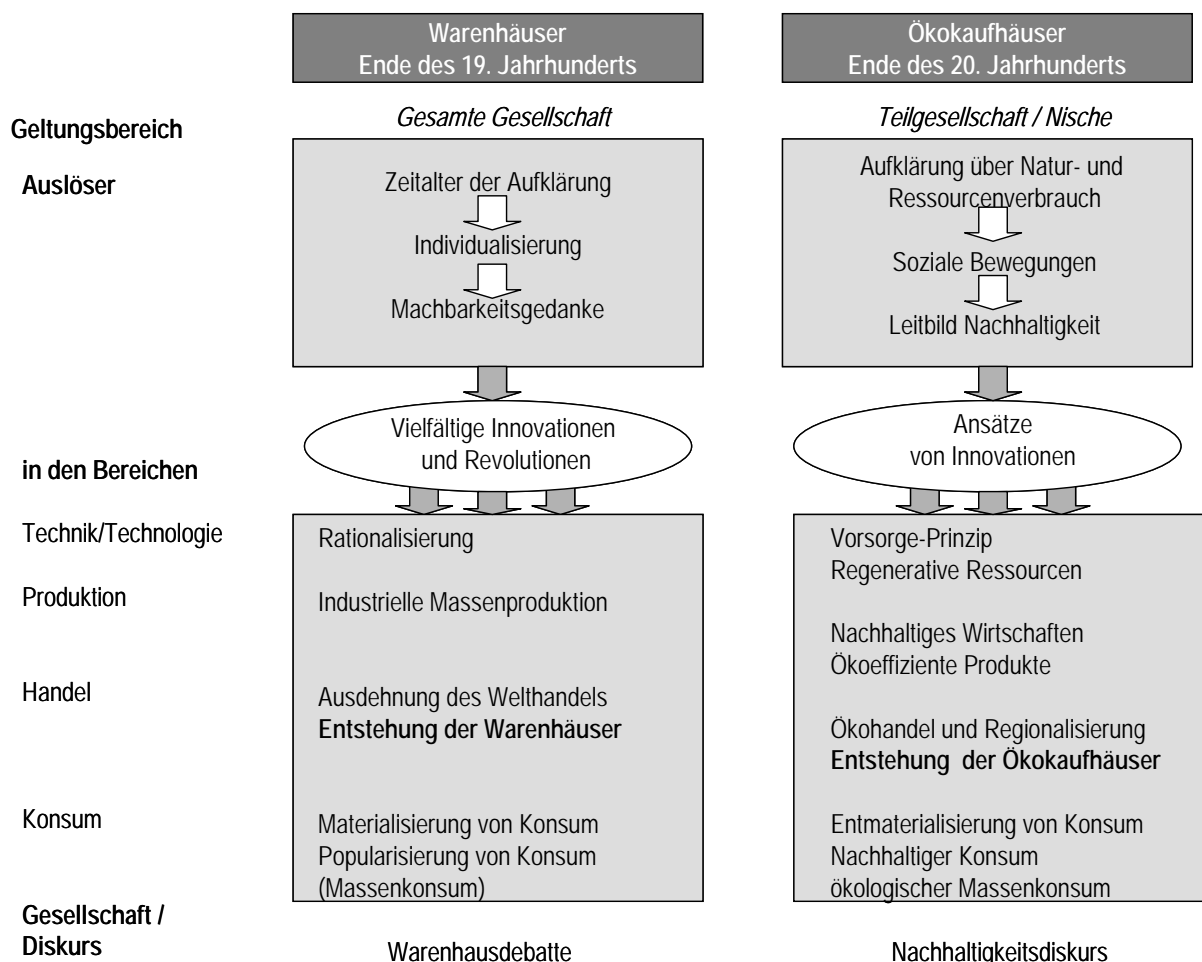 Warenhäuser
Ende des 19. Jahrhunderts
Ökokaufhäuser
Ende des 20. Jahrhunderts
Geltungsbereich
Gesamte Gesellschaft
Teilgesellschaft / Nische
Auslöser
Zeitalter der Aufklärung
Individualisierung
Machbarkeitsgedanke
Aufklärung über Natur- und
Ressourcenverbrauch
Soziale Bewegungen
Leitbild Nachhaltigkeit
Vielfältige Innovationen
und Revolutionen
Ansätze
von Innovationen
in den Bereichen
Technik/Technologie
Rationalisierung
Vorsorge-Prinzip
Regenerative Ressourcen
Produktion
Industrielle Massenproduktion
Nachhaltiges Wirtschaften
Ökoeffiziente Produkte
Handel
Ausdehnung des Welthandels
Entstehung der Warenhäuser
Ökohandel und Regionalisierung
Entstehung der Ökokaufhäuser
Konsum
Materialisierung von Konsum
Popularisierung von Konsum
(Massenkonsum)
Entmaterialisierung von Konsum
Nachhaltiger Konsum
ökologischer Massenkonsum
Gesellschaft /
Diskurs
Warenhausdebatte
Nachhaltigkeitsdiskurs